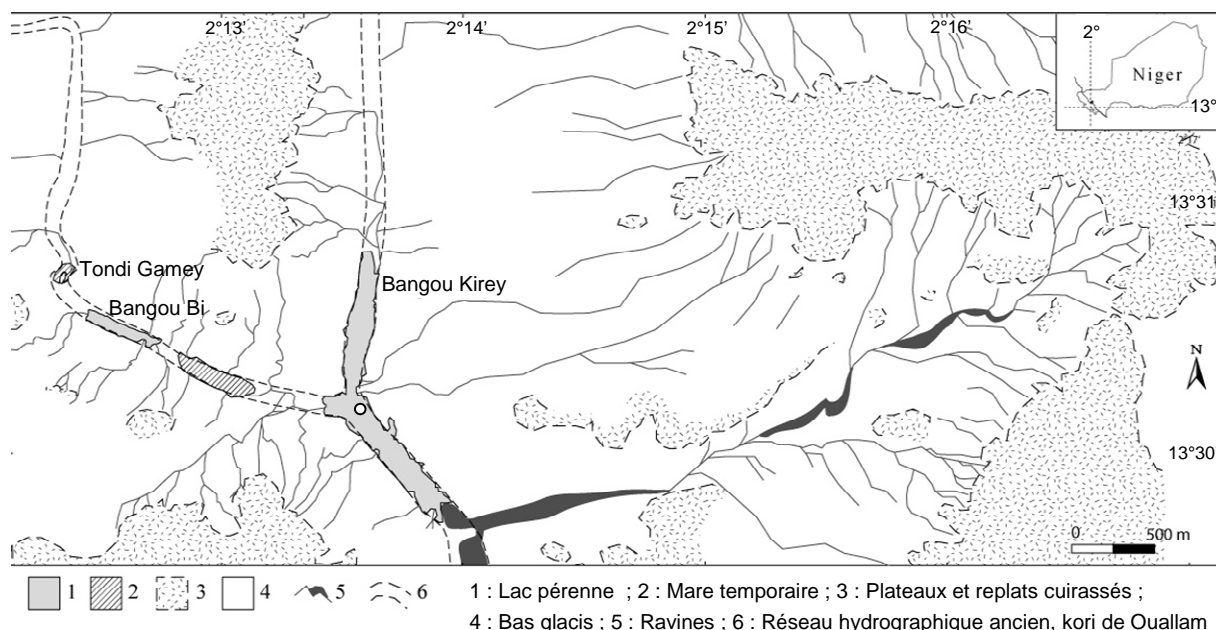 2°13' 2°14' 2°15' 2°16'
2°
Niger
13°
13°31
Tondi Gamey
Bangou Kirey
Bangou Bi
N
13°30
0 500 m
1 2 3 4 5 6
1 : Lac pérenne ; 2 : Mare temporaire ; 3 : Plateaux et replats cuirassés ;
4 : Bas glacis ; 5 : Ravines ; 6 : Réseau hydrographique ancien, kori de Ouallam